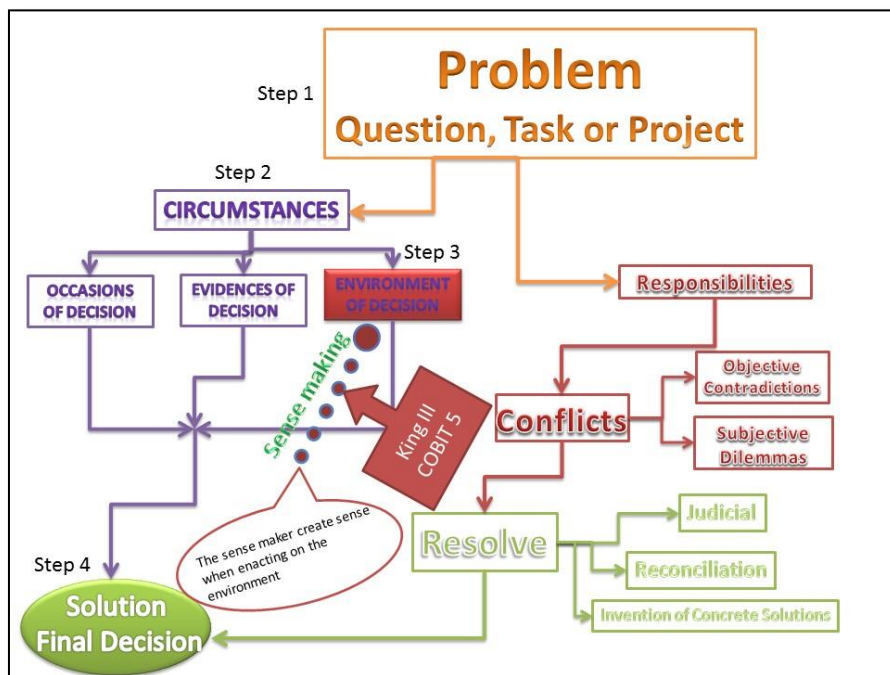 Step 1
Problem
Question, Task or Project
Step 2
CIRCUMSTANCES
Step 3
OCCASIONS
OF DECISION
EVIDENCES OF
DECISION
ENVIRONMENT
OF DECISION
Responsibilities
Sense making
King III
COBIT 5
Conflicts
Objective
Contradictions
Subjective
Dilemmas
The sense maker create sense
when enacting on the
environment
Resolve
Judicial
Reconciliation
Invention of Concrete Solutions
Step 4
Solution
Final Decision